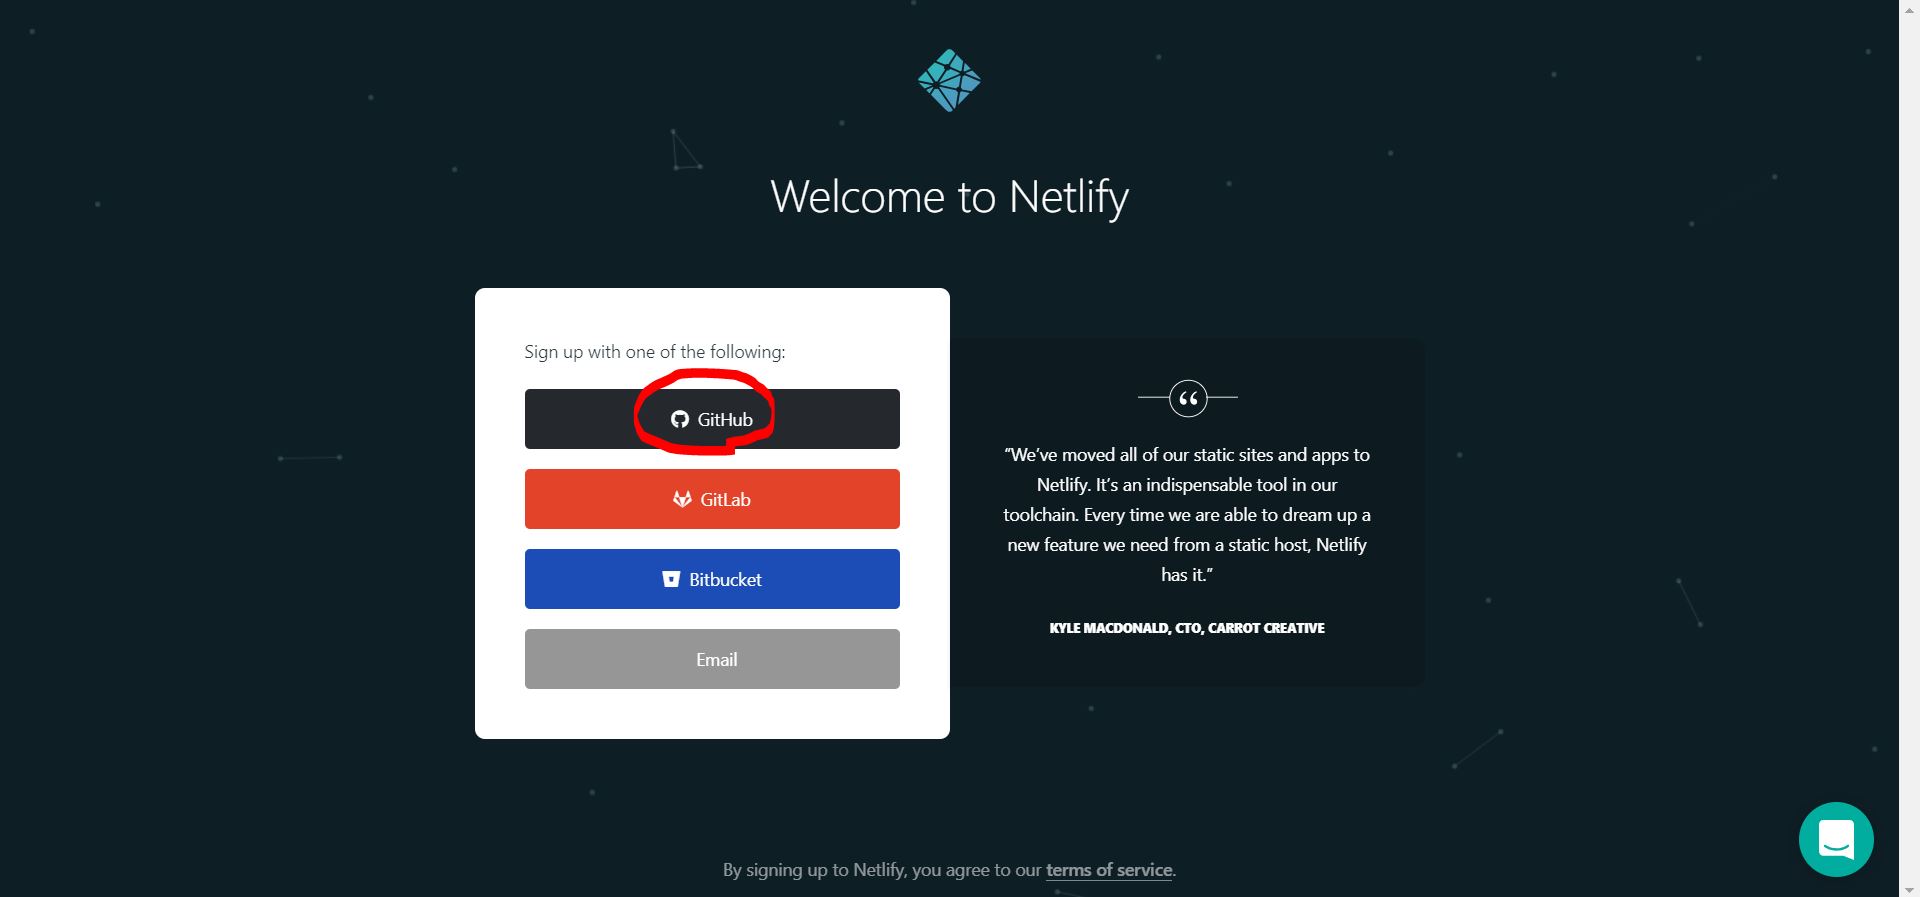 Welcome to Netlify
Sign up with one of the following:
GitHub
GitLab
Bitbucket
Email
“We’ve moved all of our static sites and apps to
Netlify. It’s an indispensable tool in our
toolchain. Every time we are able to dream up a
new feature we need from a static host, Netlify
has it.”
KYLE MACDONALD, CTO, CARROT CREATIVE
By signing up to Netlify, you agree to our terms of service.